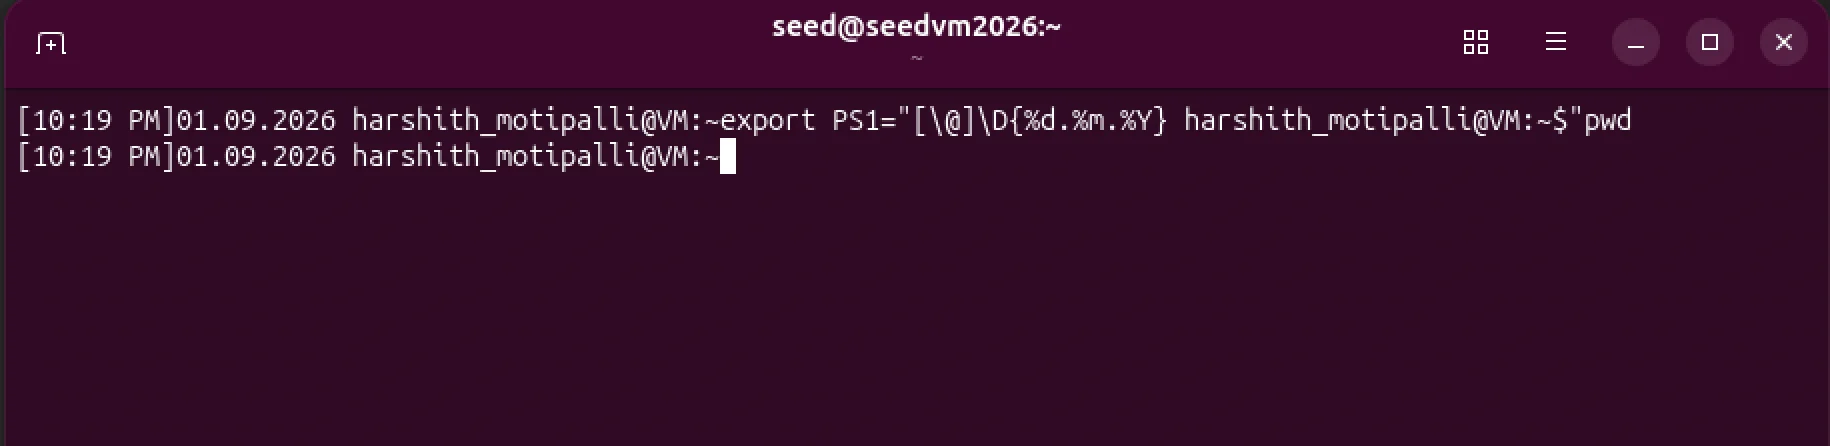 seed@seedvm2026:~
~
[10:19 PM]01.09.2026 harshith_motipalli@VM:~export PS1="[\@]\D{%d.%m.%Y} harshith_motipalli@VM:~$"pwd
[10:19 PM]01.09.2026 harshith_motipalli@VM:~